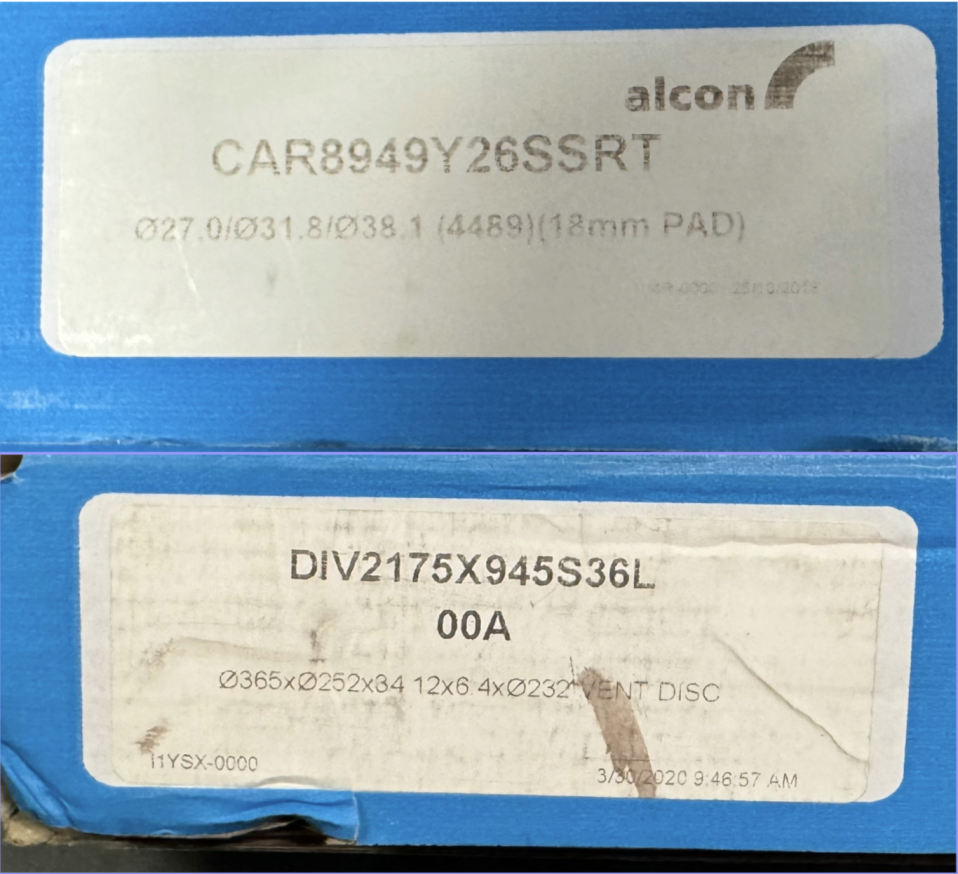 alcon
CAR8949Y26SSRT
Ø27.0/Ø31.8/Ø38.1 (4489)(18mm PAD)
DIV2175X945S36L
00A
Ø365xØ252x34 12x6.4xØ232 VENT DISC
I1YSX-0000
3/30/2020 9:46:57 AM